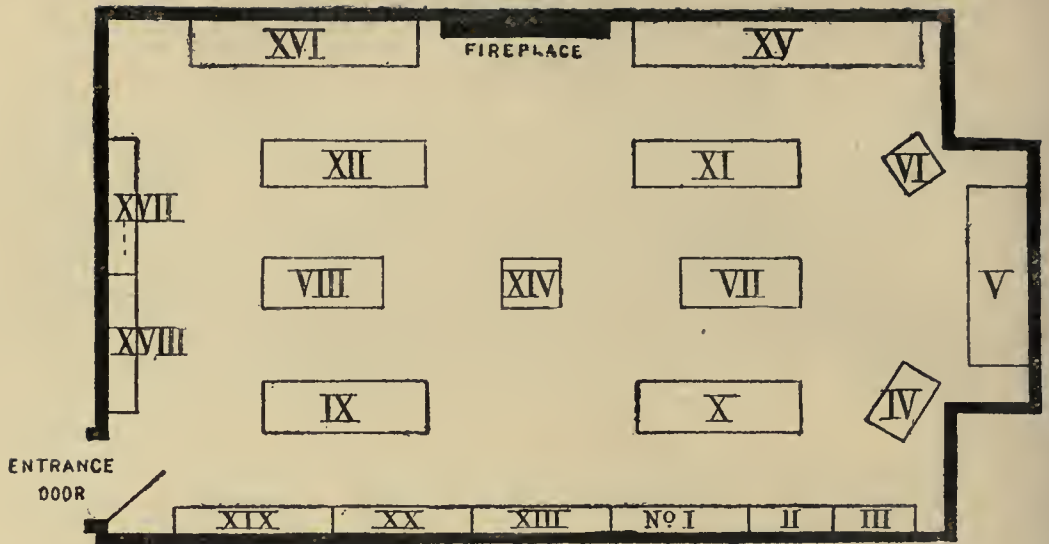 XVI
XV
FIREPLACE
XII
XI
VI
XVII
VIII
XIV
VII
V
XVIII
IX
X
IV
ENTRANCE
DOOR
XIX
XX
XIII
No I
II
III